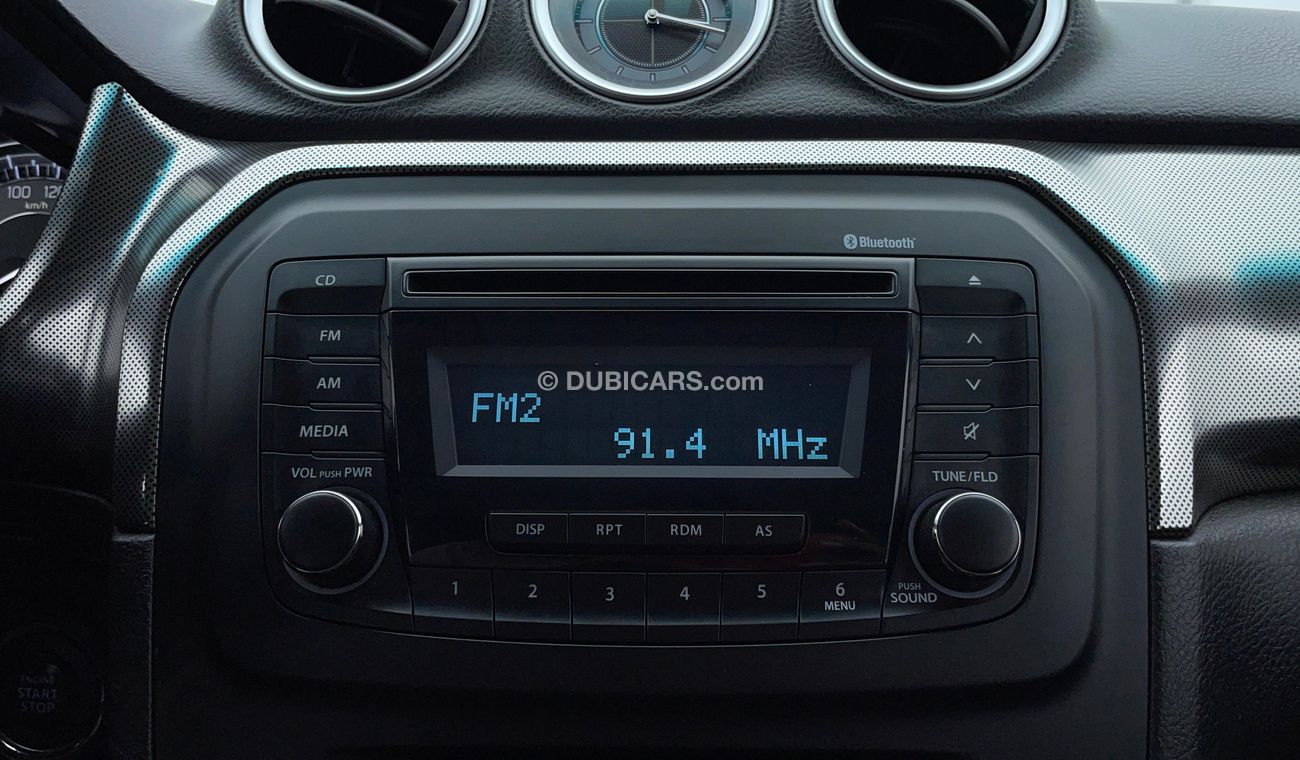 100 120
km/h
Bluetooth
CD
FM
AM
MEDIA
VOL PUSH PWR
© DUBICARS.com
FM2
91.4 MHz
TUNE/FLD
DISP RPT RDM AS
1 2 3 4 5 6
MENU
PUSH
SOUND
ENGINE
START
STOP